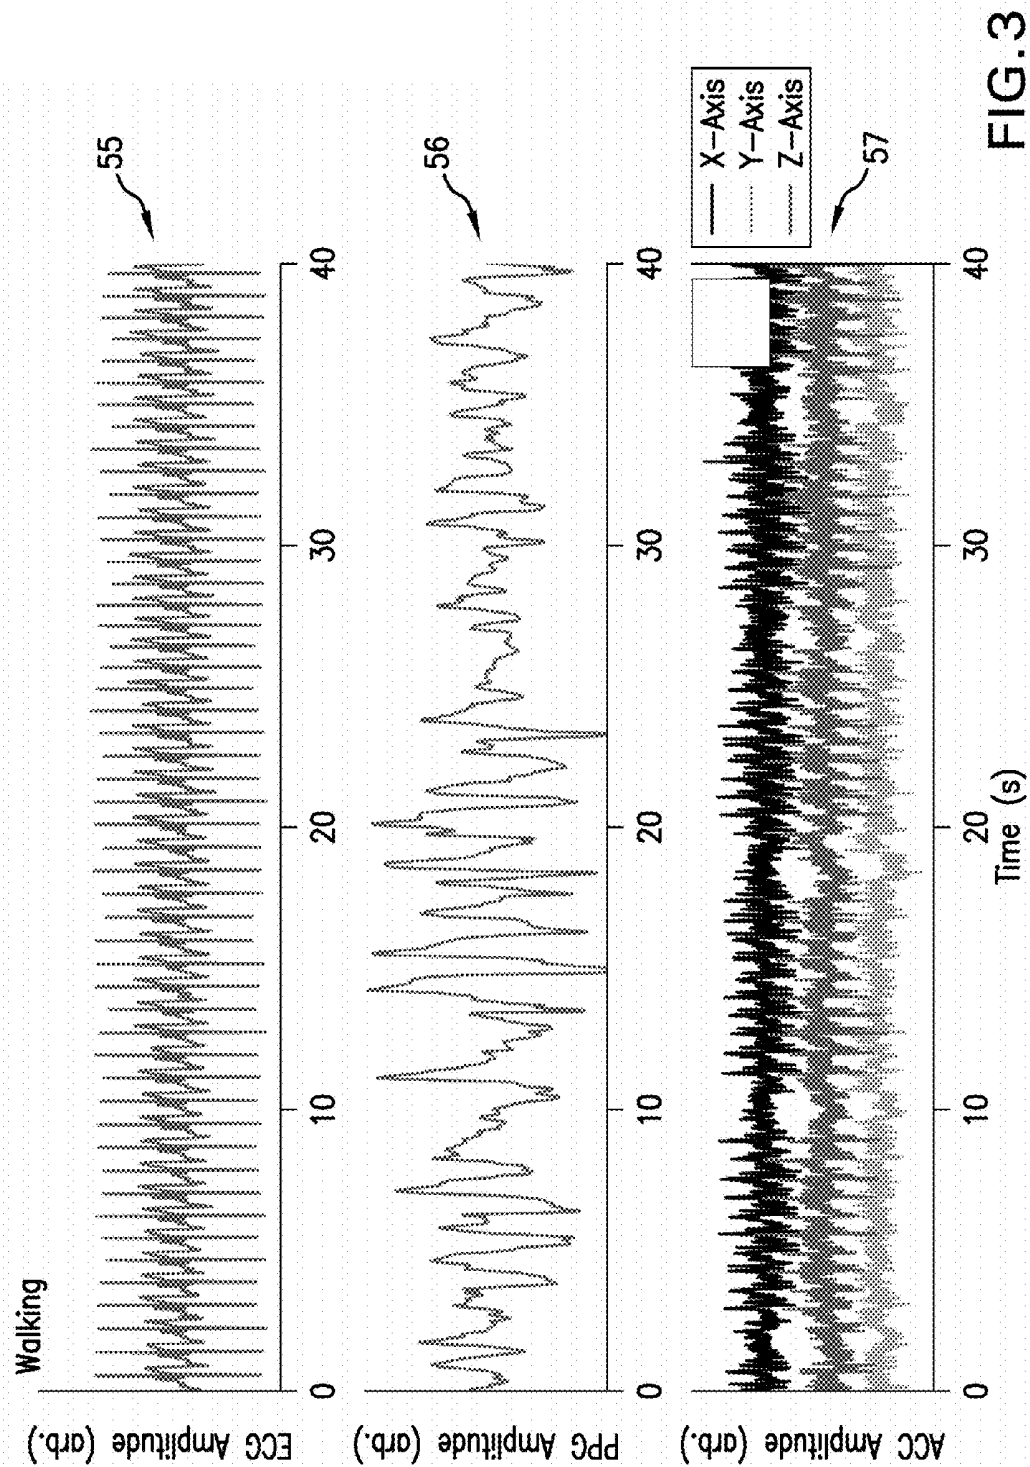 Walking
ECG Amplitude (arb.)
0 10 20 30 40
55
PPG Amplitude (arb.)
0 10 20 30 40
56
ACC Amplitude (arb.)
0 10 20 30 40
X-Axis
Y-Axis
Z-Axis
57
Time (s)
FIG.3